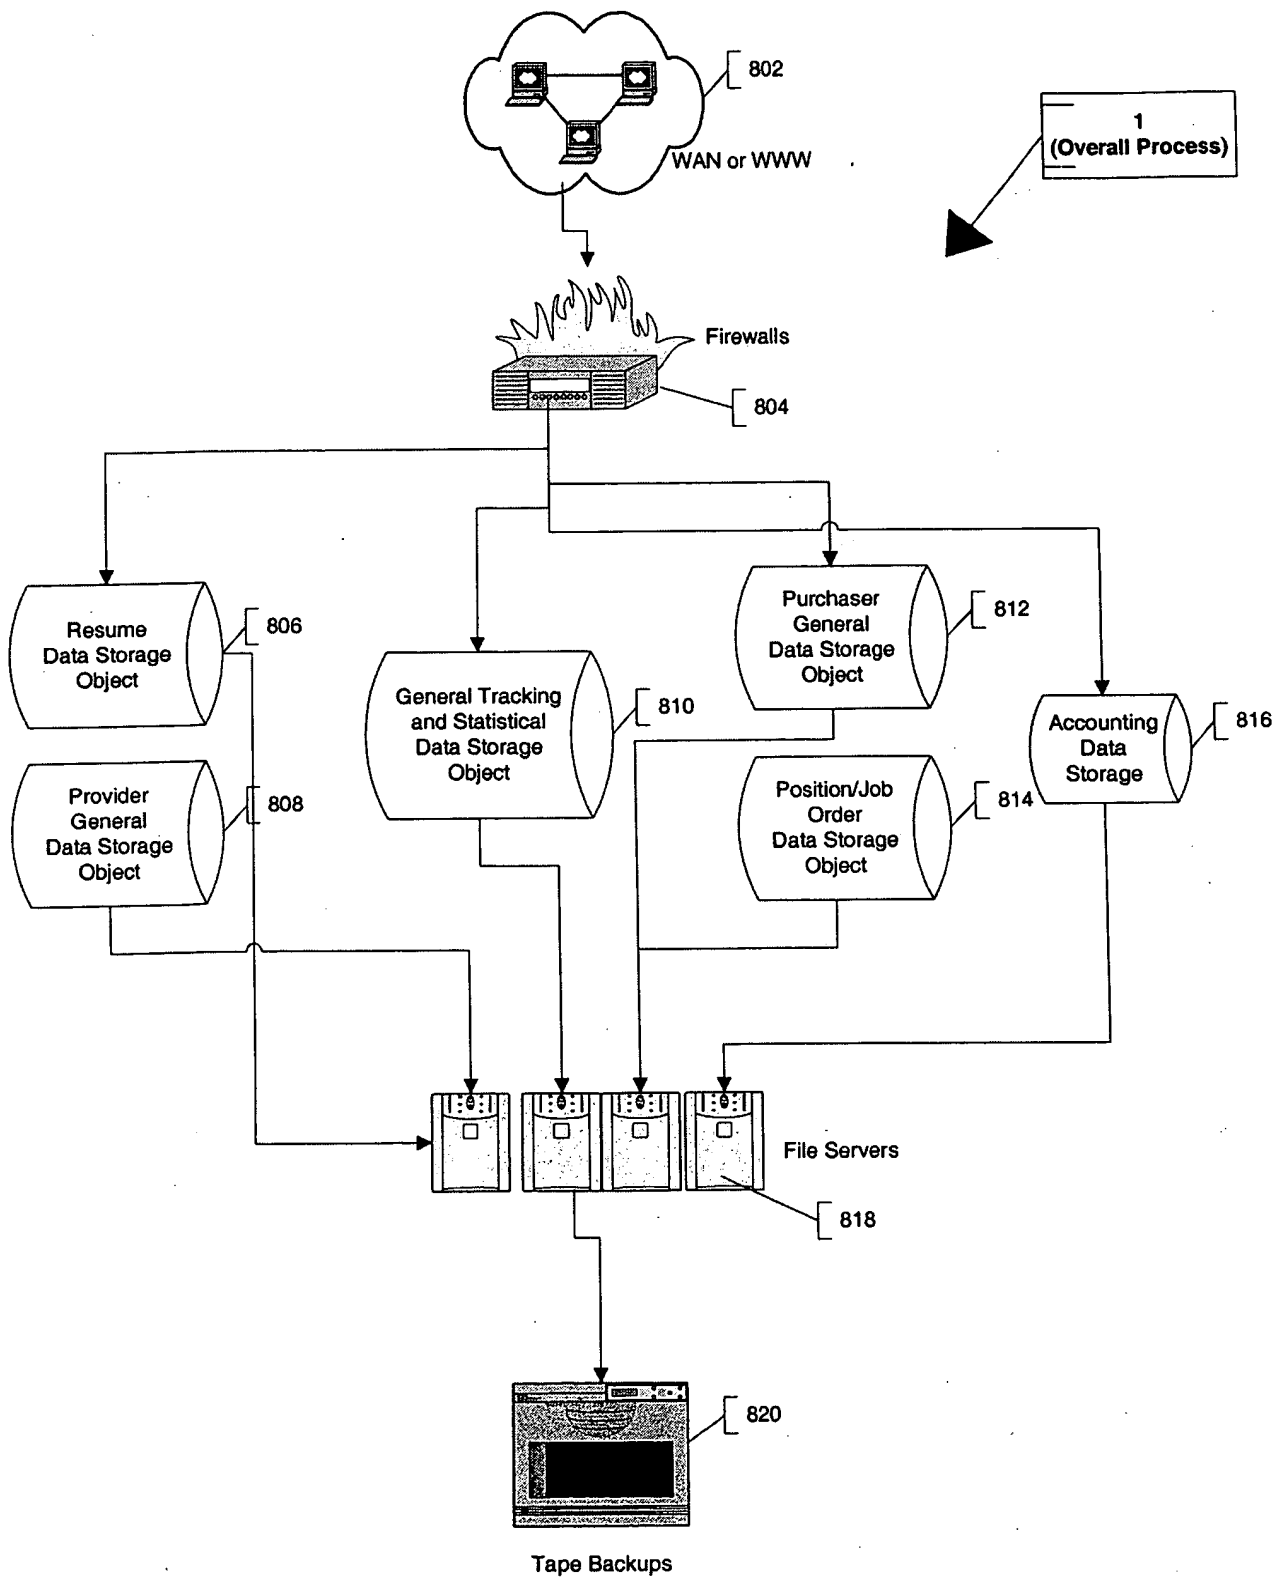 802
WAN or WWW
1
(Overall Process)
Firewalls
804
Resume
Data Storage
Object
806
Provider
General
Data Storage
Object
808
General Tracking
and Statistical
Data Storage
Object
810
Purchaser
General
Data Storage
Object
812
Position/Job
Order
Data Storage
Object
814
Accounting
Data
Storage
816
File Servers
818
820
Tape Backups